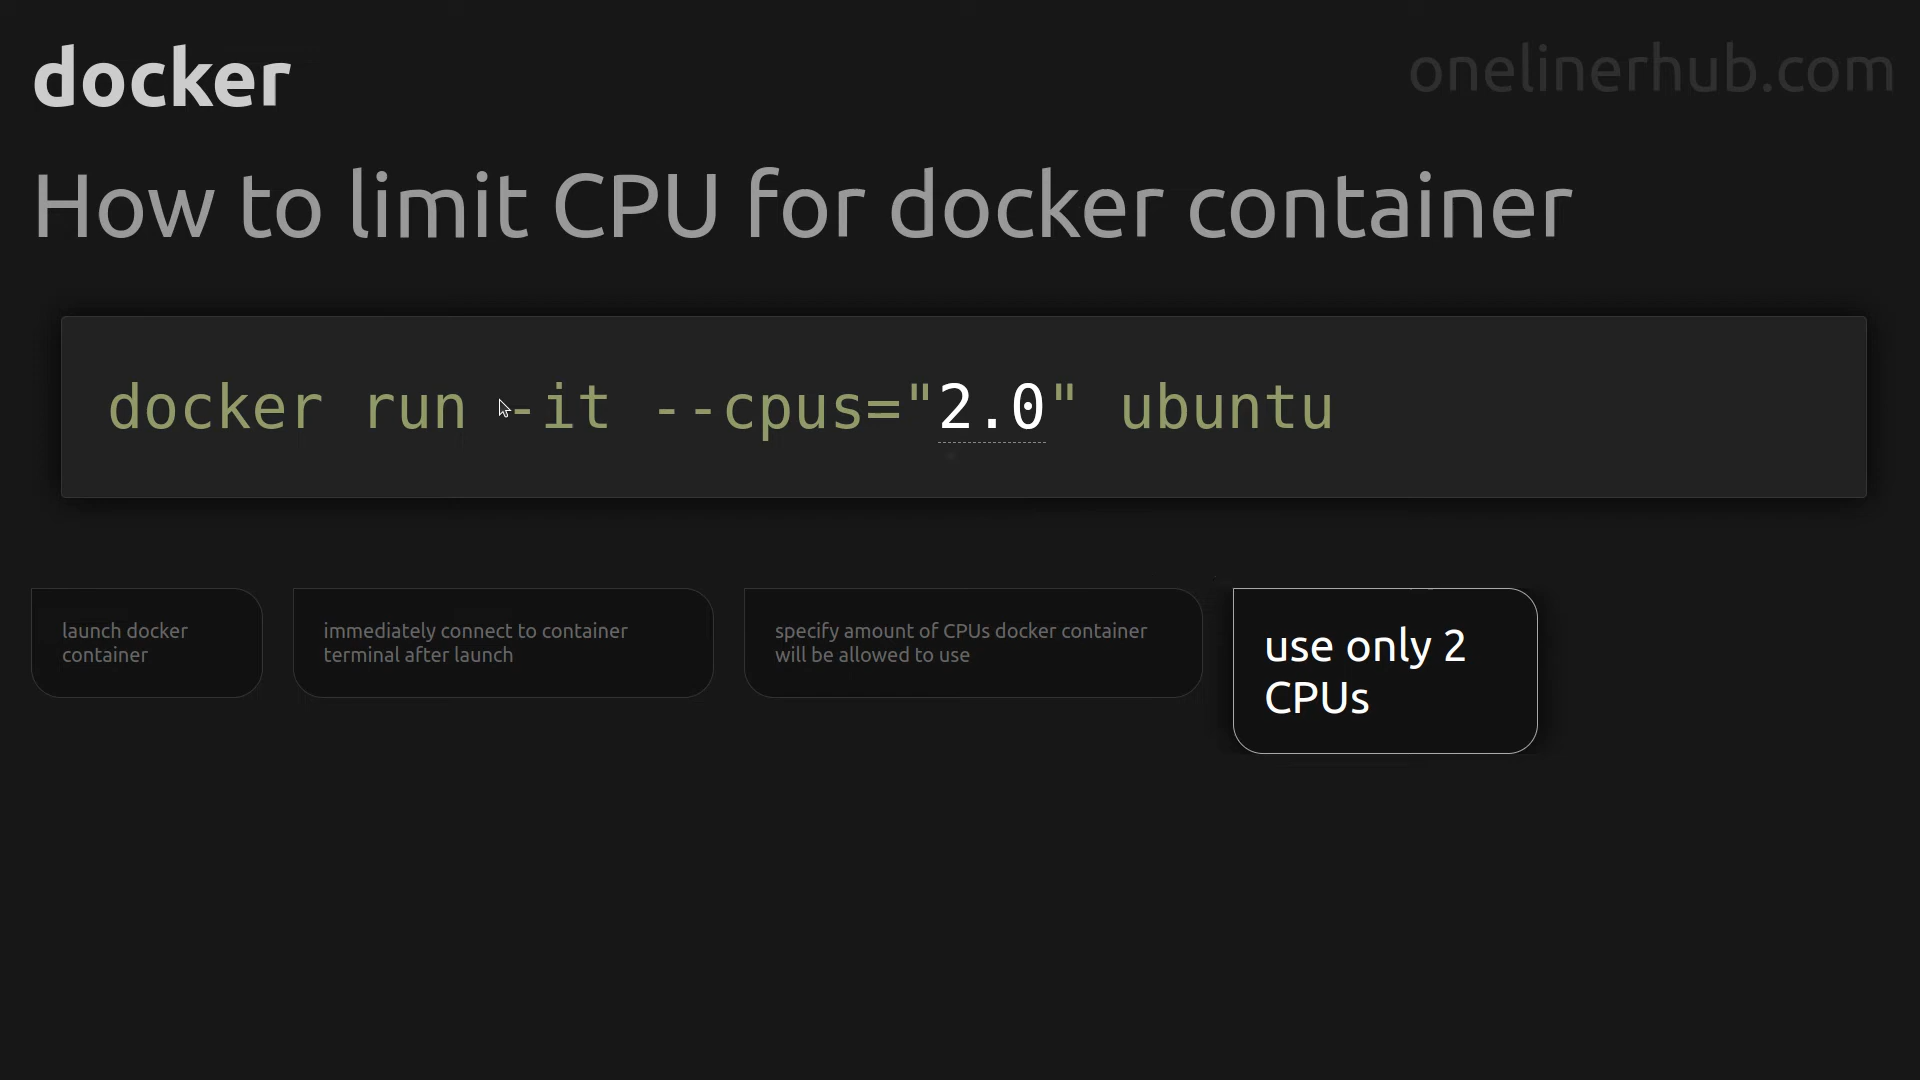 docker
onelinerhub.com
How to limit CPU for docker container
docker run -it --cpus="2.0" ubuntu
launch docker
container
immediately connect to container
terminal after launch
specify amount of CPUs docker container
will be allowed to use
use only 2
CPUs